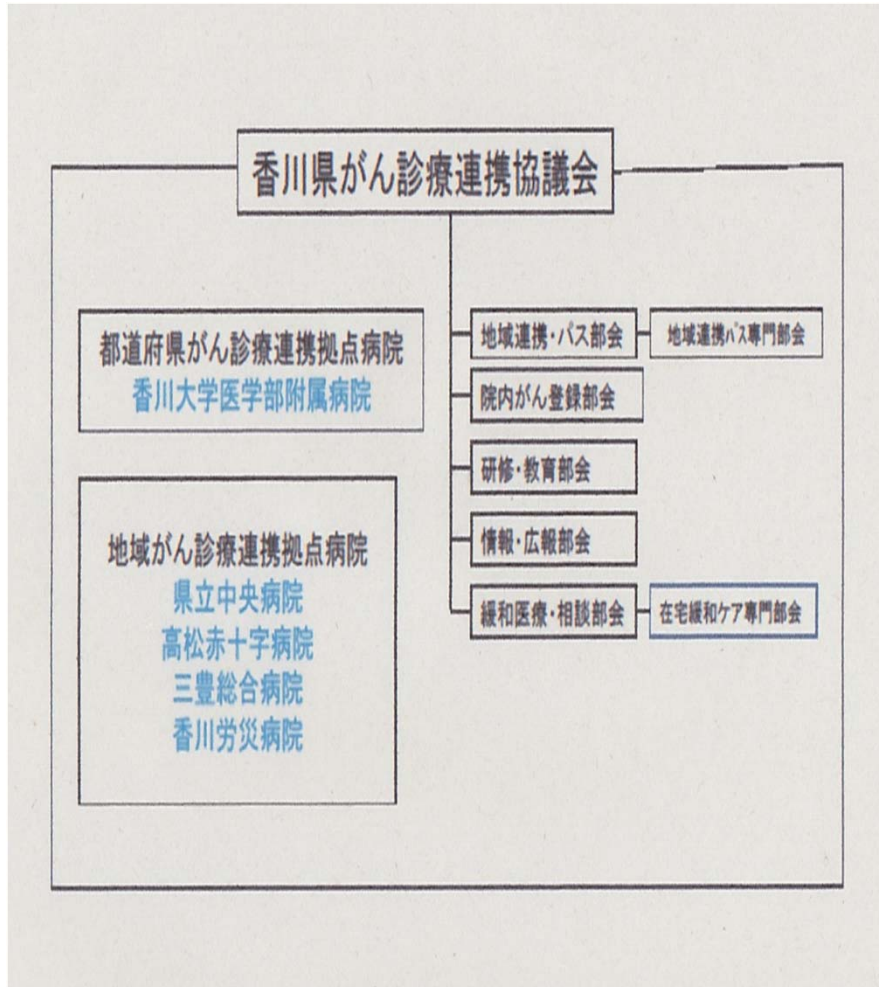 香川県がん診療連携協議会
都道府県がん診療連携拠点病院
香川大学医学部附属病院
地域がん診療連携拠点病院
県立中央病院
高松赤十字病院
三豊総合病院
香川労災病院
地域連携・パス部会
地域連携パス専門部会
院内がん登録部会
研修・教育部会
情報・広報部会
緩和医療・相談部会
在宅緩和ケア専門部会